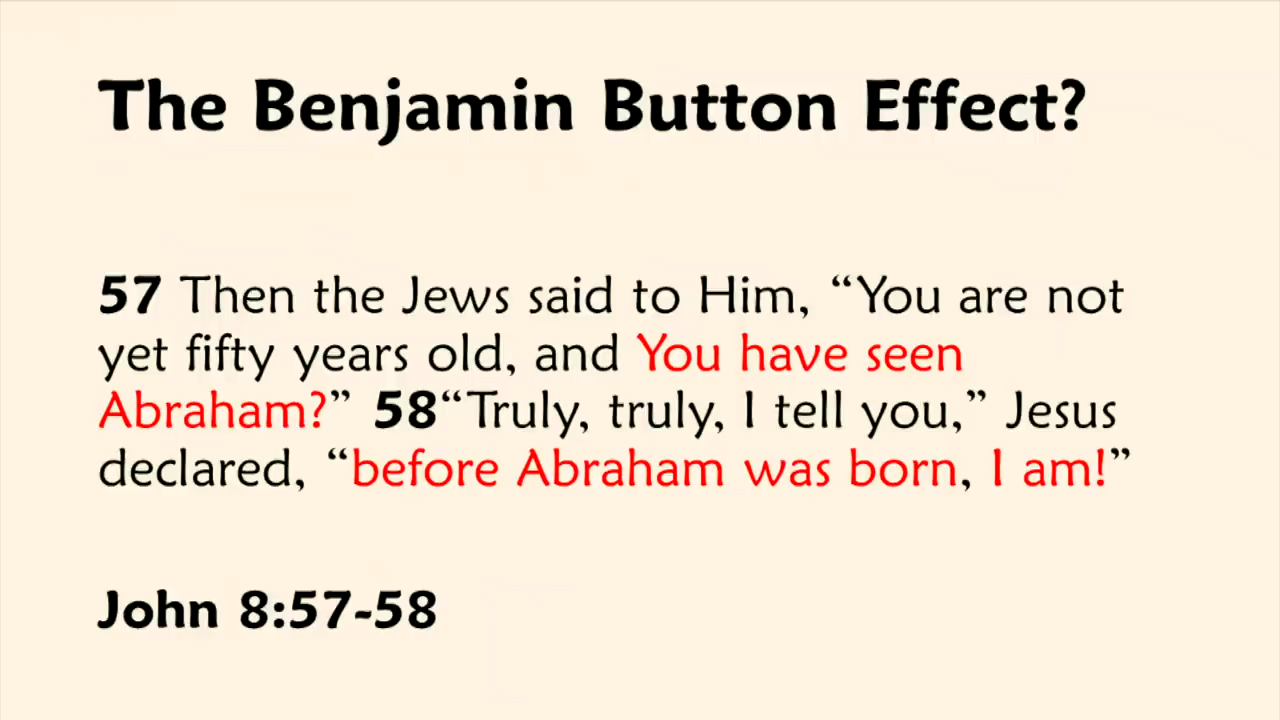 The Benjamin Button Effect?
57 Then the Jews said to Him, “You are not
yet fifty years old, and You have seen
Abraham?” 58“Truly, truly, I tell you,” Jesus
declared, “before Abraham was born, I am!”
John 8:57-58